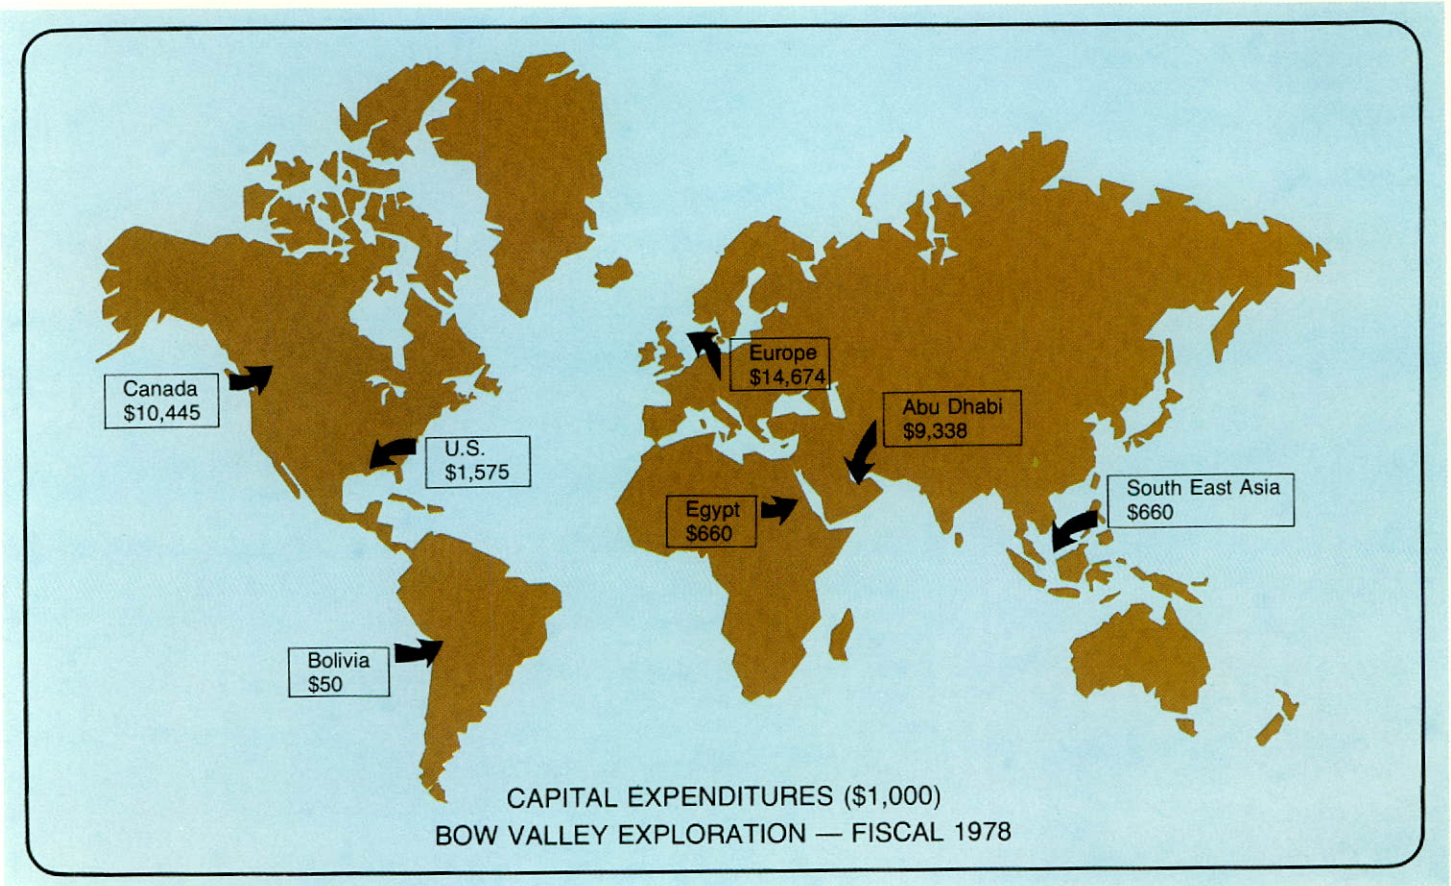 Europe
$14,674
Canada
$10,445
Abu Dhabi
$9,338
U.S.
$1,575
South East Asia
$660
Egypt
$660
Bolivia
$50
CAPITAL EXPENDITURES ($1,000)
BOW VALLEY EXPLORATION — FISCAL 1978